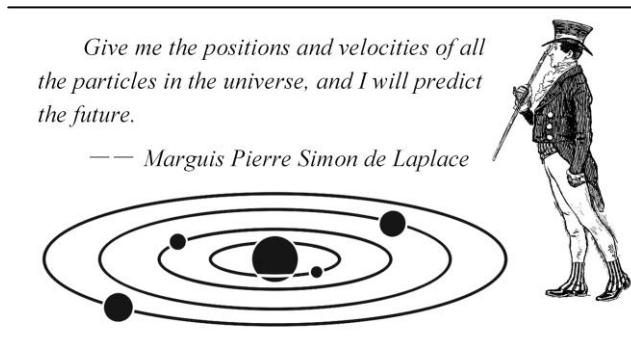 Give me the positions and velocities of all
the particles in the universe, and I will predict
the future.
—— Marguis Pierre Simon de Laplace